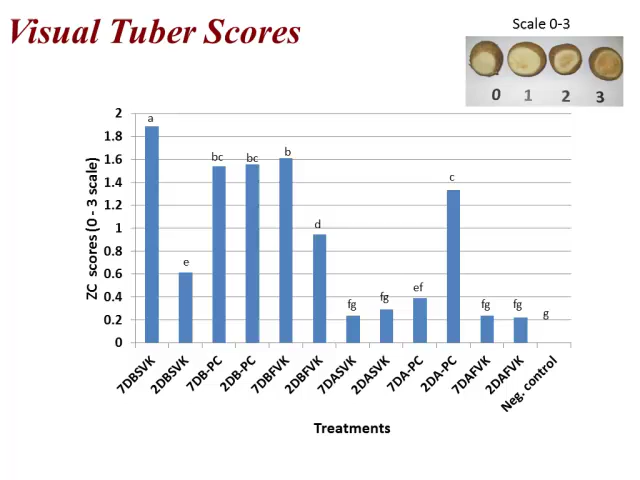 Visual Tuber Scores
Scale 0-3
0 1 2 3
ZC scores (0 - 3 scale)
2
1.8
1.6
1.4
1.2
1
0.8
0.6
0.4
0.2
0
a
e
bc
bc
b
d
fg
fg
ef
c
fg
fg
g
7DBSVK
2DBSVK
7DB-PC
2DB-PC
7DBFVK
2DBFVK
7DASVK
2DASVK
7DA-PC
2DA-PC
7DAFVK
2DAFVK
Neg. control
Treatments